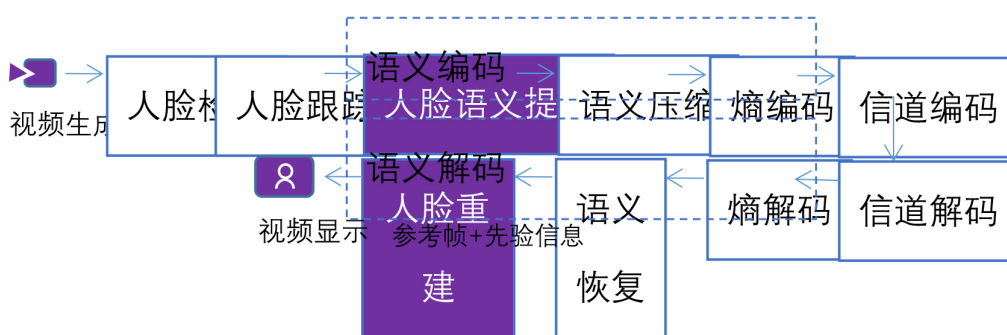 语义编码
视频生成
人脸检
人脸跟踪
人脸语义提
语义压缩
熵编码
信道编码
语义解码
视频显示
人脸重
建
参考帧+先验信息
语义
恢复
熵解码
信道解码